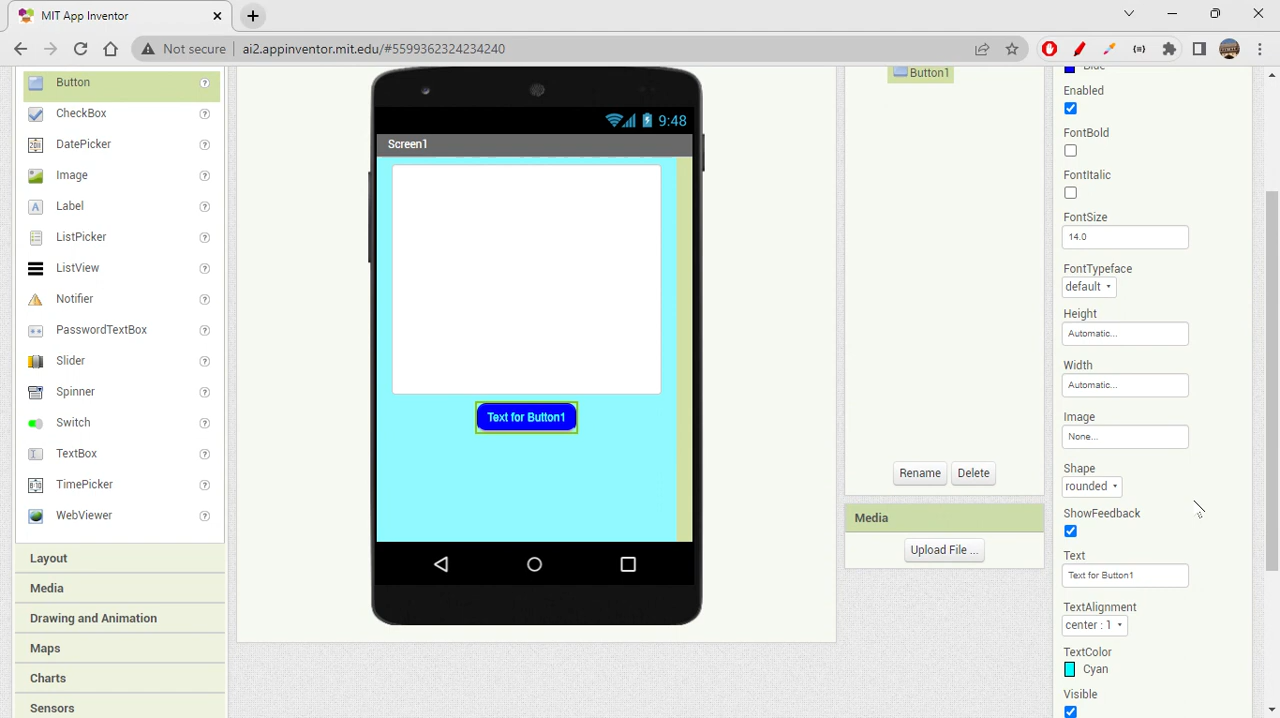 MIT App Inventor
Not secure
ai2.appinventor.mit.edu/#5599362324234240
Button
CheckBox
DatePicker
Image
Label
ListPicker
ListView
Notifier
PasswordTextBox
Slider
Spinner
Switch
TextBox
TimePicker
WebViewer
Layout
Media
Drawing and Animation
Maps
Charts
Sensors
9:48
Screen1
Text for Button1
Button1
Rename
Delete
Media
Upload File ...
Blue
Enabled
FontBold
FontItalic
FontSize
14.0
FontTypeface
default
Height
Automatic...
Width
Automatic...
Image
None...
Shape
rounded
ShowFeedback
Text
Text for Button1
TextAlignment
center : 1
TextColor
Cyan
Visible